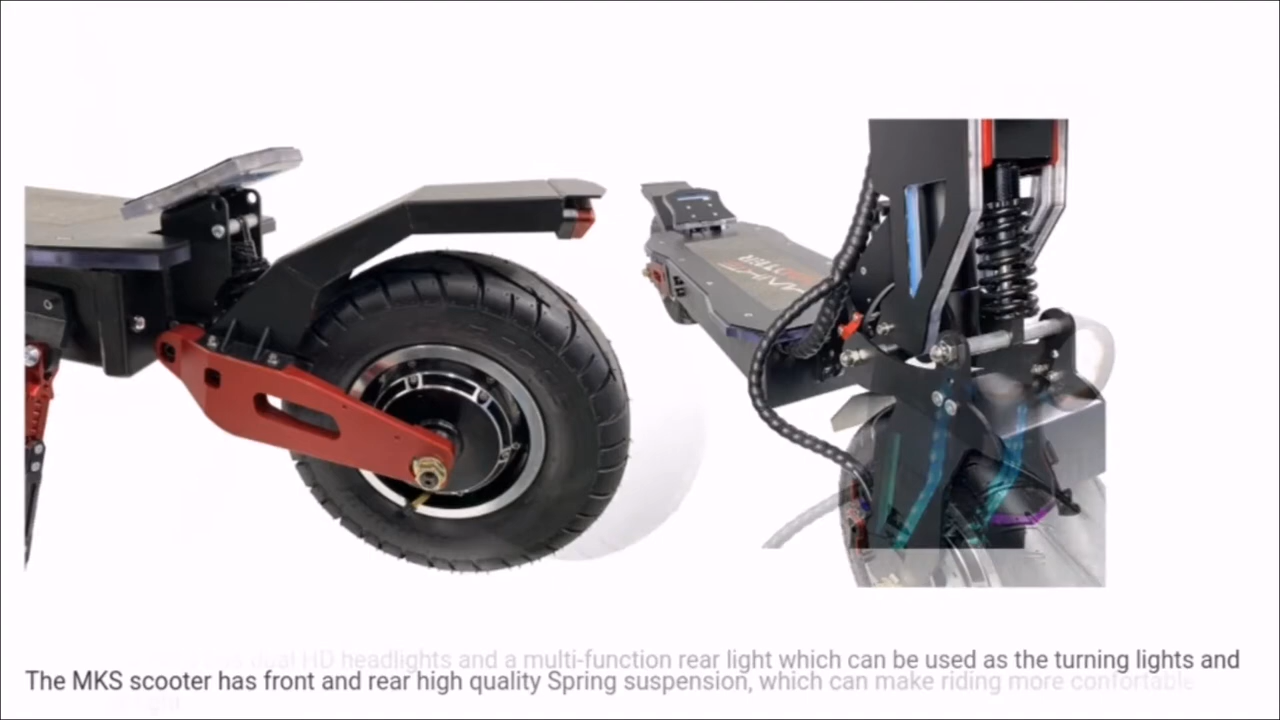 dual HD headlights and a multi-function rear light which can be used as the turning lights and
The MKS scooter has front and rear high quality Spring suspension, which can make riding more comfortable